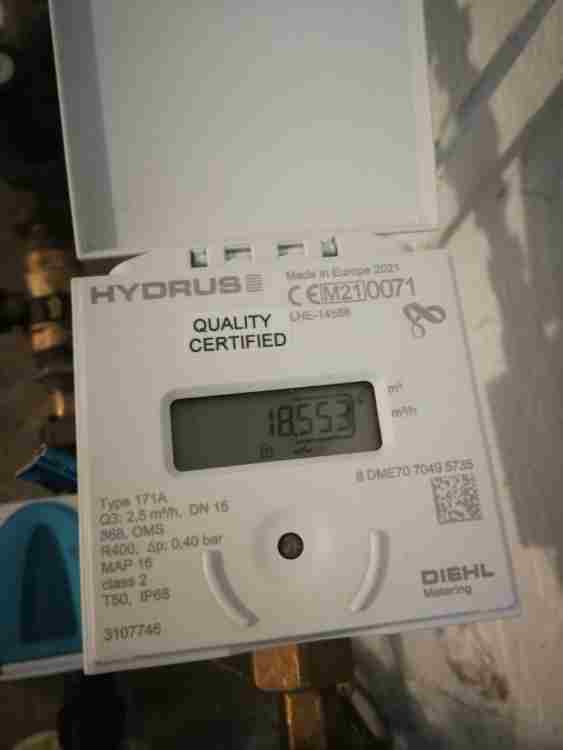 HYDRUS
Made in Europe 2021
CE M21 0071
LHE-14568
QUALITY
CERTIFIED
18,553
m³
m³/h
8 DME70 7049 5735
Type 171A
Q3: 2,5 m³/h, DN 15
868, OMS
R400, Δp: 0,40 bar
MAP 16
class 2
T50, IP68
3107746
DIEHL
Metering